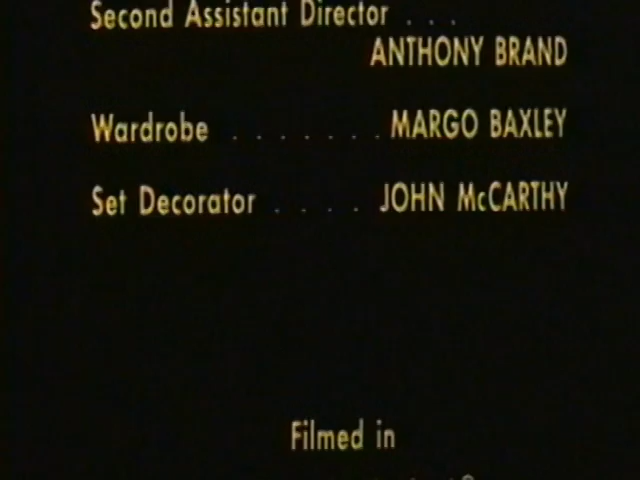 Second Assistant Director . . .
ANTHONY BRAND
Wardrobe . . . . . . . MARGO BAXLEY
Set Decorator . . . . JOHN McCARTHY
Filmed in